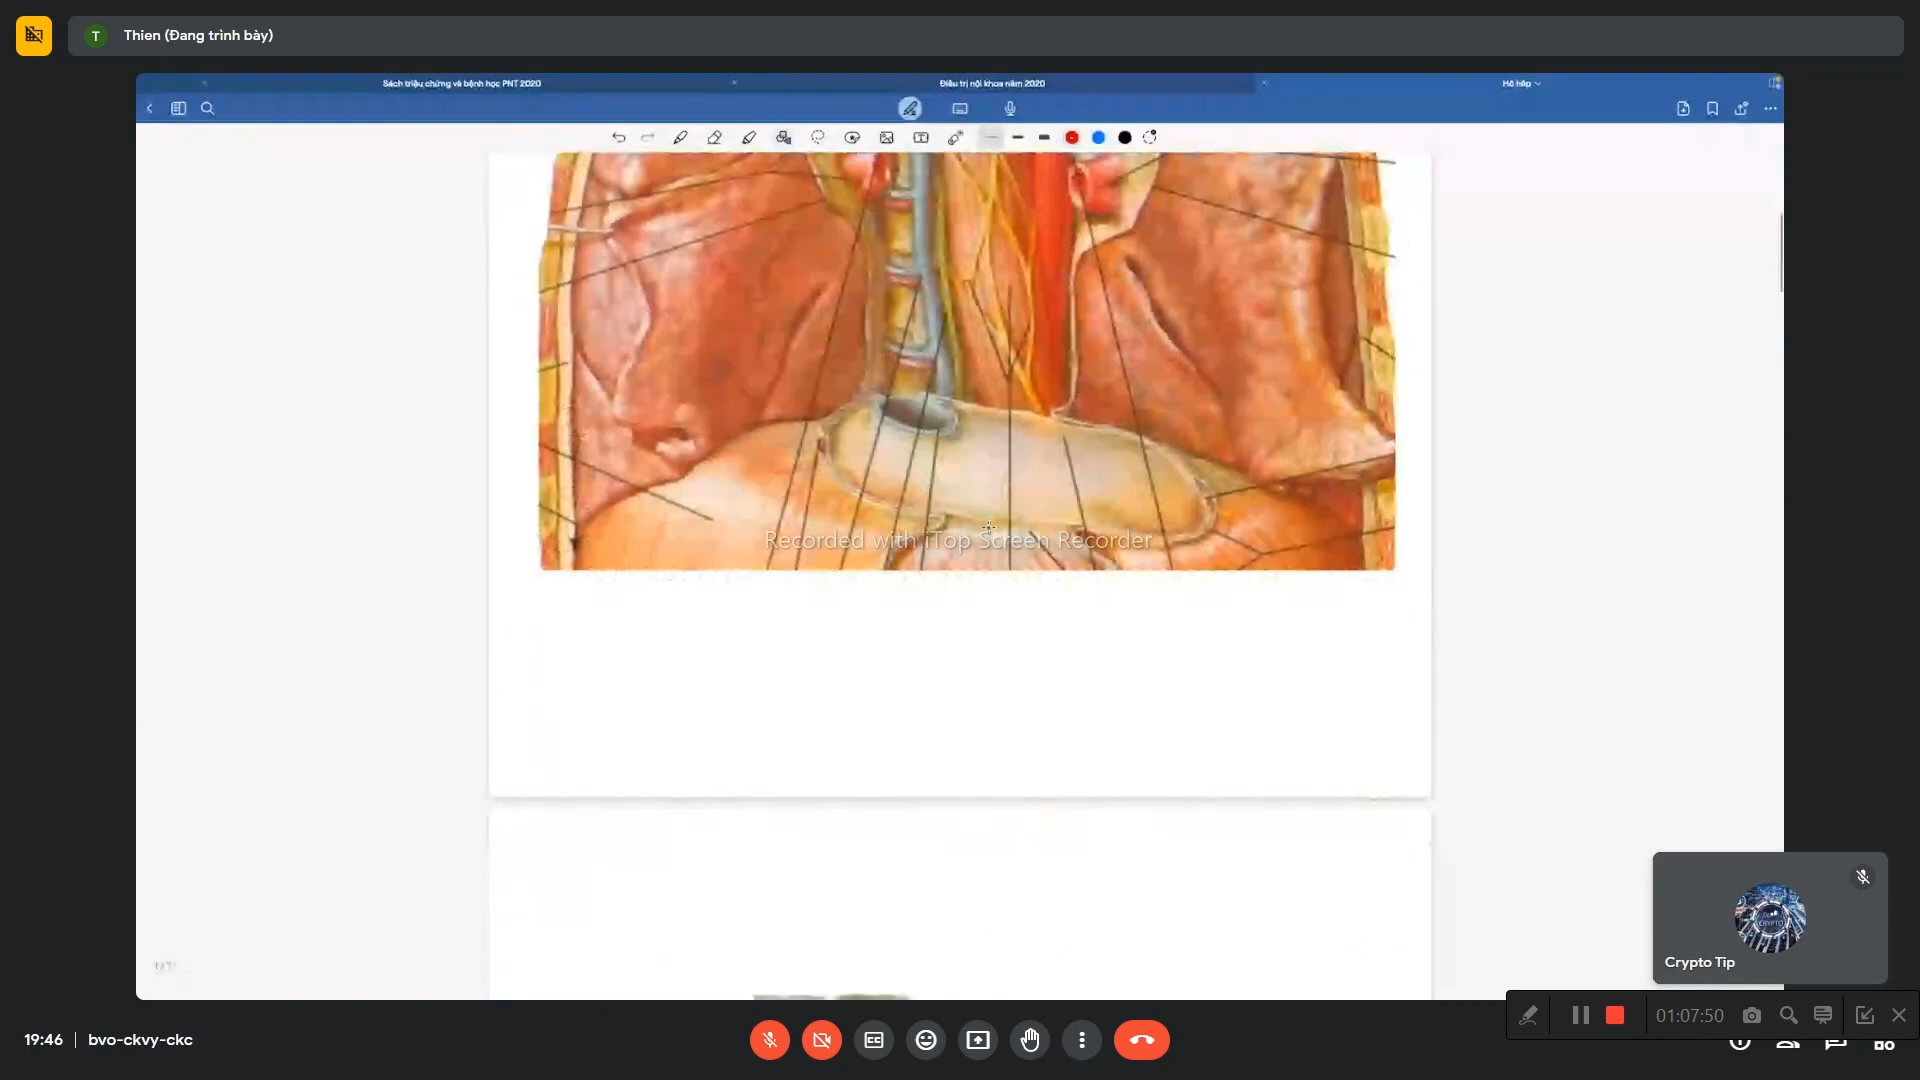 T Thien (Đang trình bày)
Sách triệu chứng và bệnh học PNT 2020
Điều trị nội khoa năm 2020
Hô hấp
Recorded with iTop Screen Recorder
Crypto Tip
01:07:50
19:46 | bvo-ckvy-ckc